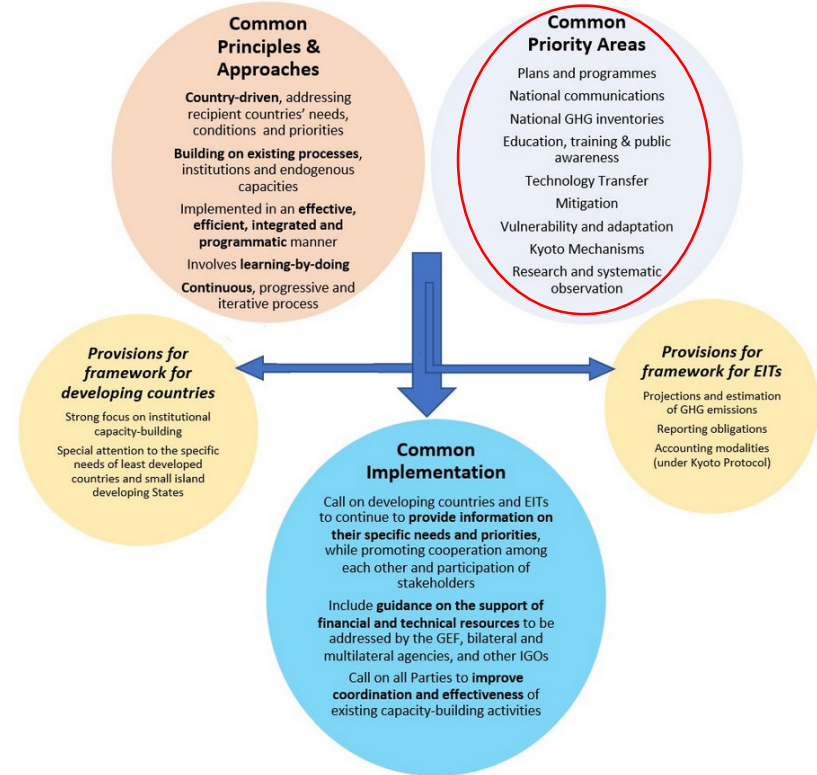 Common
Principles &
Approaches
Country-driven, addressing
recipient countries' needs,
conditions and priorities
Building on existing processes,
institutions and endogenous
capacities
Implemented in an effective,
efficient, integrated and
programmatic manner
Involves learning-by-doing
Continuous, progressive and
iterative process
Common
Priority Areas
Plans and programmes
National communications
National GHG inventories
Education, training & public
awareness
Technology Transfer
Mitigation
Vulnerability and adaptation
Kyoto Mechanisms
Research and systematic
observation
Provisions for
framework for
developing countries
Strong focus on institutional
capacity-building
Special attention to the specific
needs of least developed
countries and small island
developing States
Provisions for
framework for EITs
Projections and estimation
of GHG emissions
Reporting obligations
Accounting modalities
(under Kyoto Protocol)
Common
Implementation
Call on developing countries and EITs
to continue to provide information on
their specific needs and priorities,
while promoting cooperation among
each other and participation of
stakeholders
Include guidance on the support of
financial and technical resources to be
addressed by the GEF, bilateral and
multilateral agencies, and other IGOs
Call on all Parties to improve
coordination and effectiveness of
existing capacity-building activities